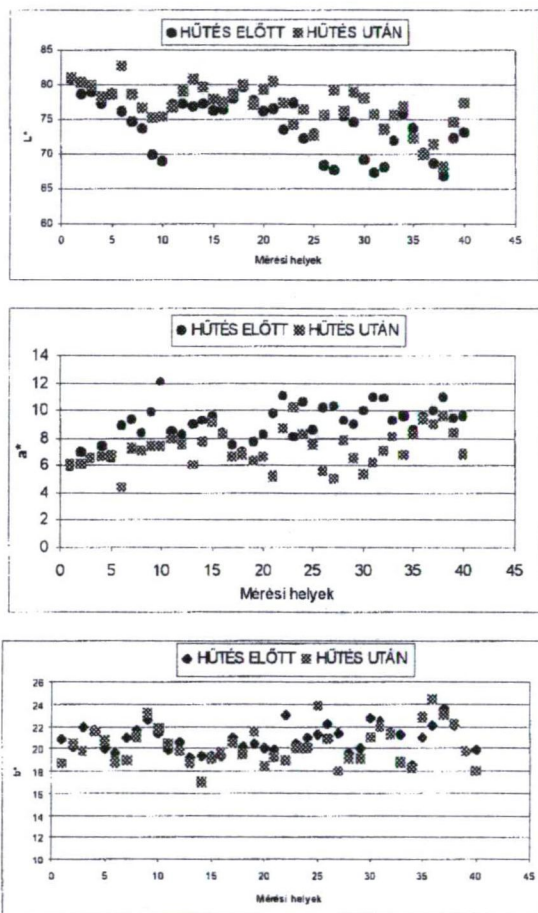 ● HŰTÉS ELŐTT ▩ HŰTÉS UTÁN
85
80
75
70
65
60
L*
0 5 10 15 20 25 30 35 40 45
Mérési helyek
● HŰTÉS ELŐTT ▩ HŰTÉS UTÁN
14
12
10
8
6
4
2
0
a*
0 5 10 15 20 25 30 35 40 45
Mérési helyek
◆ HŰTÉS ELŐTT ▩ HŰTÉS UTÁN
26
24
22
20
18
16
14
12
10
b*
0 5 10 15 20 25 30 35 40 45
Mérési helyek